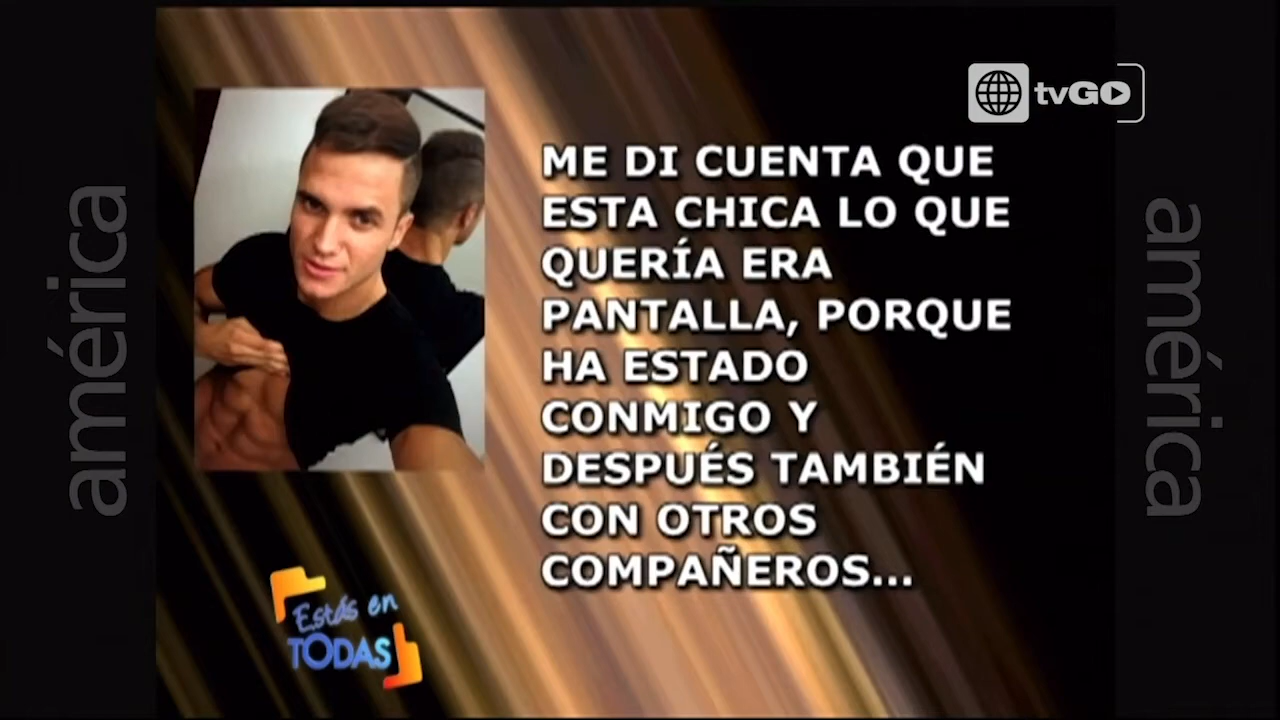 tvGO
américa
américa
ME DI CUENTA QUE
ESTA CHICA LO QUE
QUERÍA ERA
PANTALLA, PORQUE
HA ESTADO
CONMIGO Y
DESPUÉS TAMBIÉN
CON OTROS
COMPAÑEROS...
Estás en
TODAS